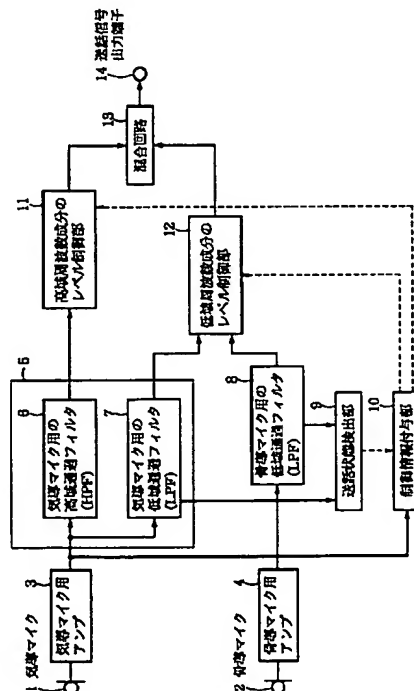 1
気導マイク
3
気導マイク用
アンプ
5
6
気導マイク用の
高域通過フィルタ
(HPF)
7
気導マイク用の
低域通過フィルタ
(LPF)
11
高域周波数成分の
レベル制御部
13
混合回路
14 送話信号
出力端子
12
低域周波数成分の
レベル制御部
2
骨導マイク
4
骨導マイク用
アンプ
8
骨導マイク用の
低域通過フィルタ
(LPF)
9
送話状態検出部
10
制御情報付与部